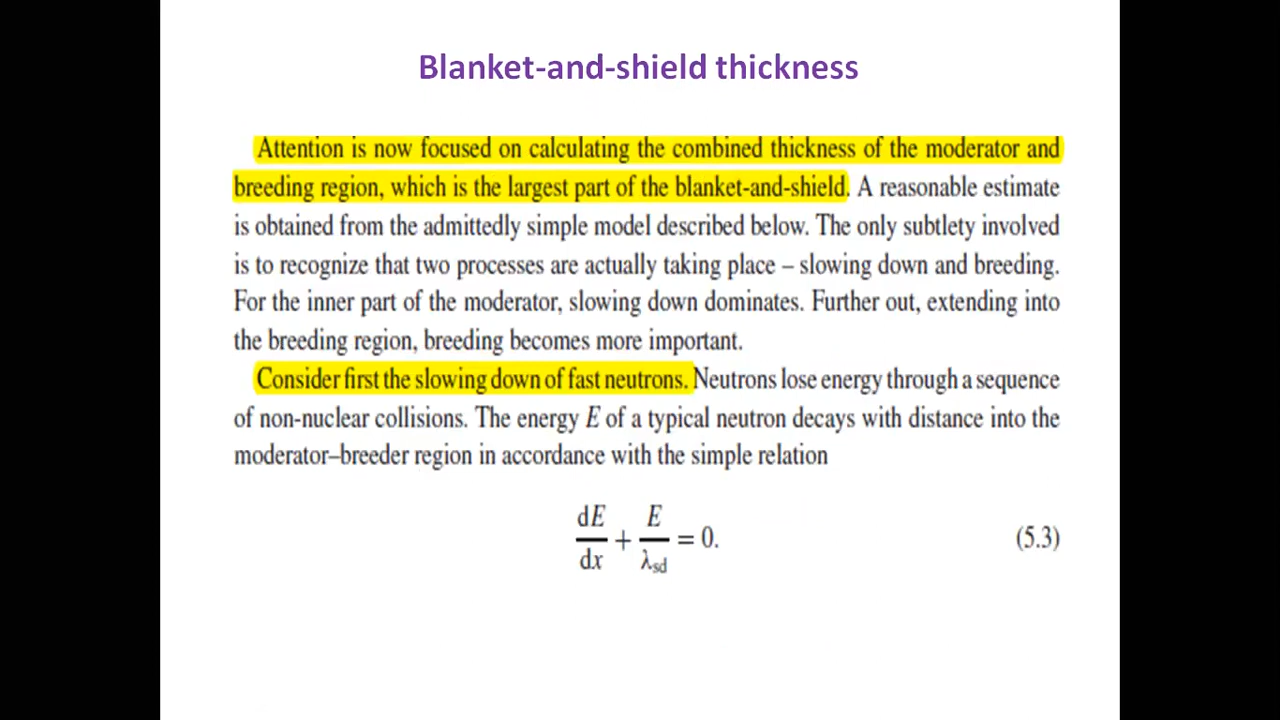 Blanket-and-shield thickness
Attention is now focused on calculating the combined thickness of the moderator and
breeding region, which is the largest part of the blanket-and-shield. A reasonable estimate
is obtained from the admittedly simple model described below. The only subtlety involved
is to recognize that two processes are actually taking place – slowing down and breeding.
For the inner part of the moderator, slowing down dominates. Further out, extending into
the breeding region, breeding becomes more important.
Consider first the slowing down of fast neutrons. Neutrons lose energy through a sequence
of non-nuclear collisions. The energy E of a typical neutron decays with distance into the
moderator–breeder region in accordance with the simple relation
dE/dx + E/λsd = 0. (5.3)